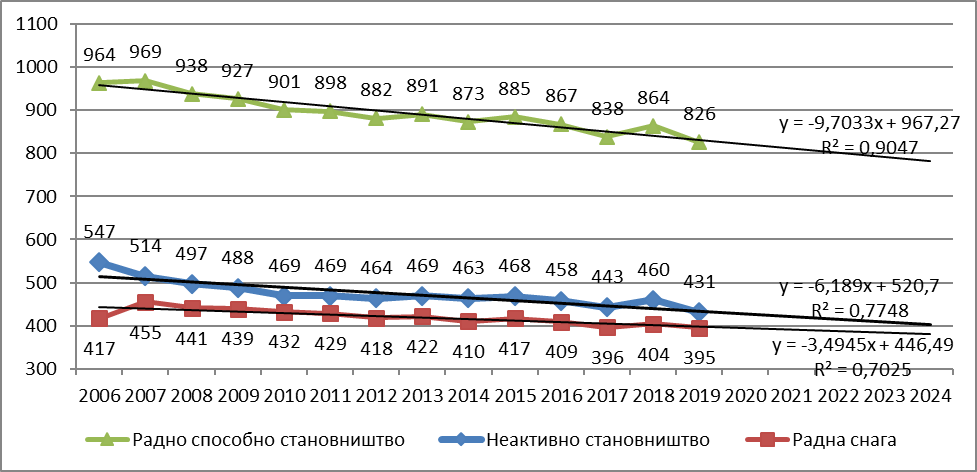 1100
1000
900
800
700
600
500
400
300
964 969 938 927 901 898 882 891 873 885 867 838 864 826
y = -9,7033x + 967,27
R² = 0,9047
547 514 497 488 469 469 464 469 463 468 458 443 460 431
y = -6,189x + 520,7
R² = 0,7748
417 455 441 439 432 429 418 422 410 417 409 396 404 395
y = -3,4945x + 446,49
R² = 0,7025
2006 2007 2008 2009 2010 2011 2012 2013 2014 2015 2016 2017 2018 2019 2020 2021 2022 2023 2024
Радно способно становништво Неактивно становништво Радна снага